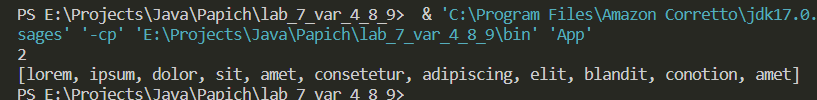 PS E:\Projects\Java\Papich\lab_7_var_4_8_9>  & 'C:\Program Files\Amazon Corretto\jdk17.0.
sages' '-cp' 'E:\Projects\Java\Papich\lab_7_var_4_8_9\bin' 'App'
2
[lorem, ipsum, dolor, sit, amet, consetetur, adipiscing, elit, blandit, conotion, amet]
PS E:\Projects\Java\Papich\lab_7_var_4_8_9>